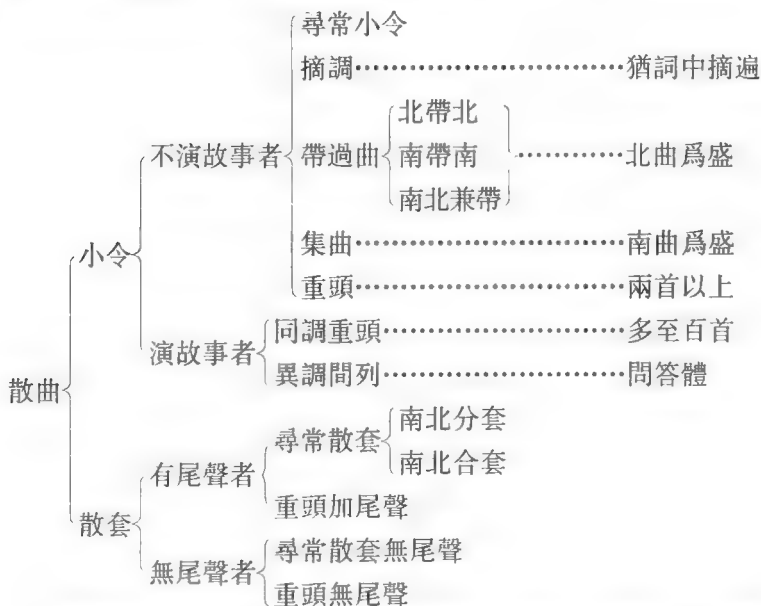 尋常小令
摘調⋯⋯⋯⋯⋯⋯⋯⋯⋯猶詞中摘遍
北帶北
不演故事者 帶過曲 南帶南 ⋯⋯⋯⋯北曲爲盛
南北兼帶
小令 集曲⋯⋯⋯⋯⋯⋯⋯⋯⋯南曲爲盛
重頭⋯⋯⋯⋯⋯⋯⋯⋯⋯兩首以上
演故事者 同調重頭⋯⋯⋯⋯⋯⋯⋯⋯多至百首
異調間列⋯⋯⋯⋯⋯⋯⋯⋯問答體
散曲
尋常散套 南北分套
有尾聲者 南北合套
重頭加尾聲
散套
無尾聲者 尋常散套無尾聲
重頭無尾聲